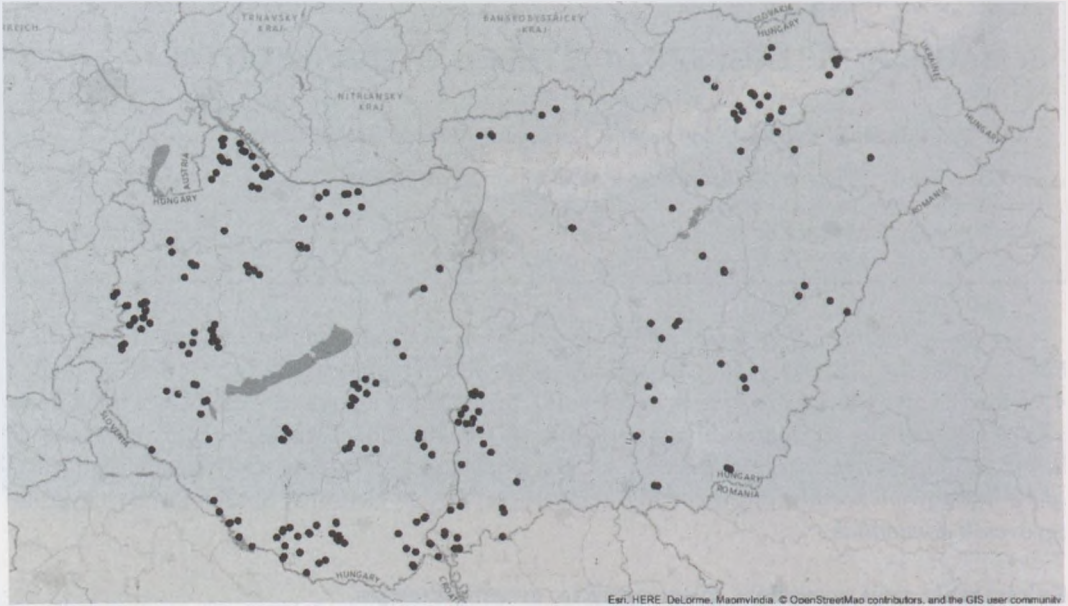 TRNAVSKÝ
KRAJ
BANSKOBYSTRICKÝ
KRAJ
SLOVAKIA
HUNGARY
UKRAINE
HUNGARY
NITRIANSKY
KRAJ
SLOVAKIA
AUSTRIA
HUNGARY
ROMANIA
SLOVENIA
HUNGARY
ROMANIA
HUNGARY
Esri, HERE, DeLorme, MapmyIndia, © OpenStreetMap contributors, and the GIS user community